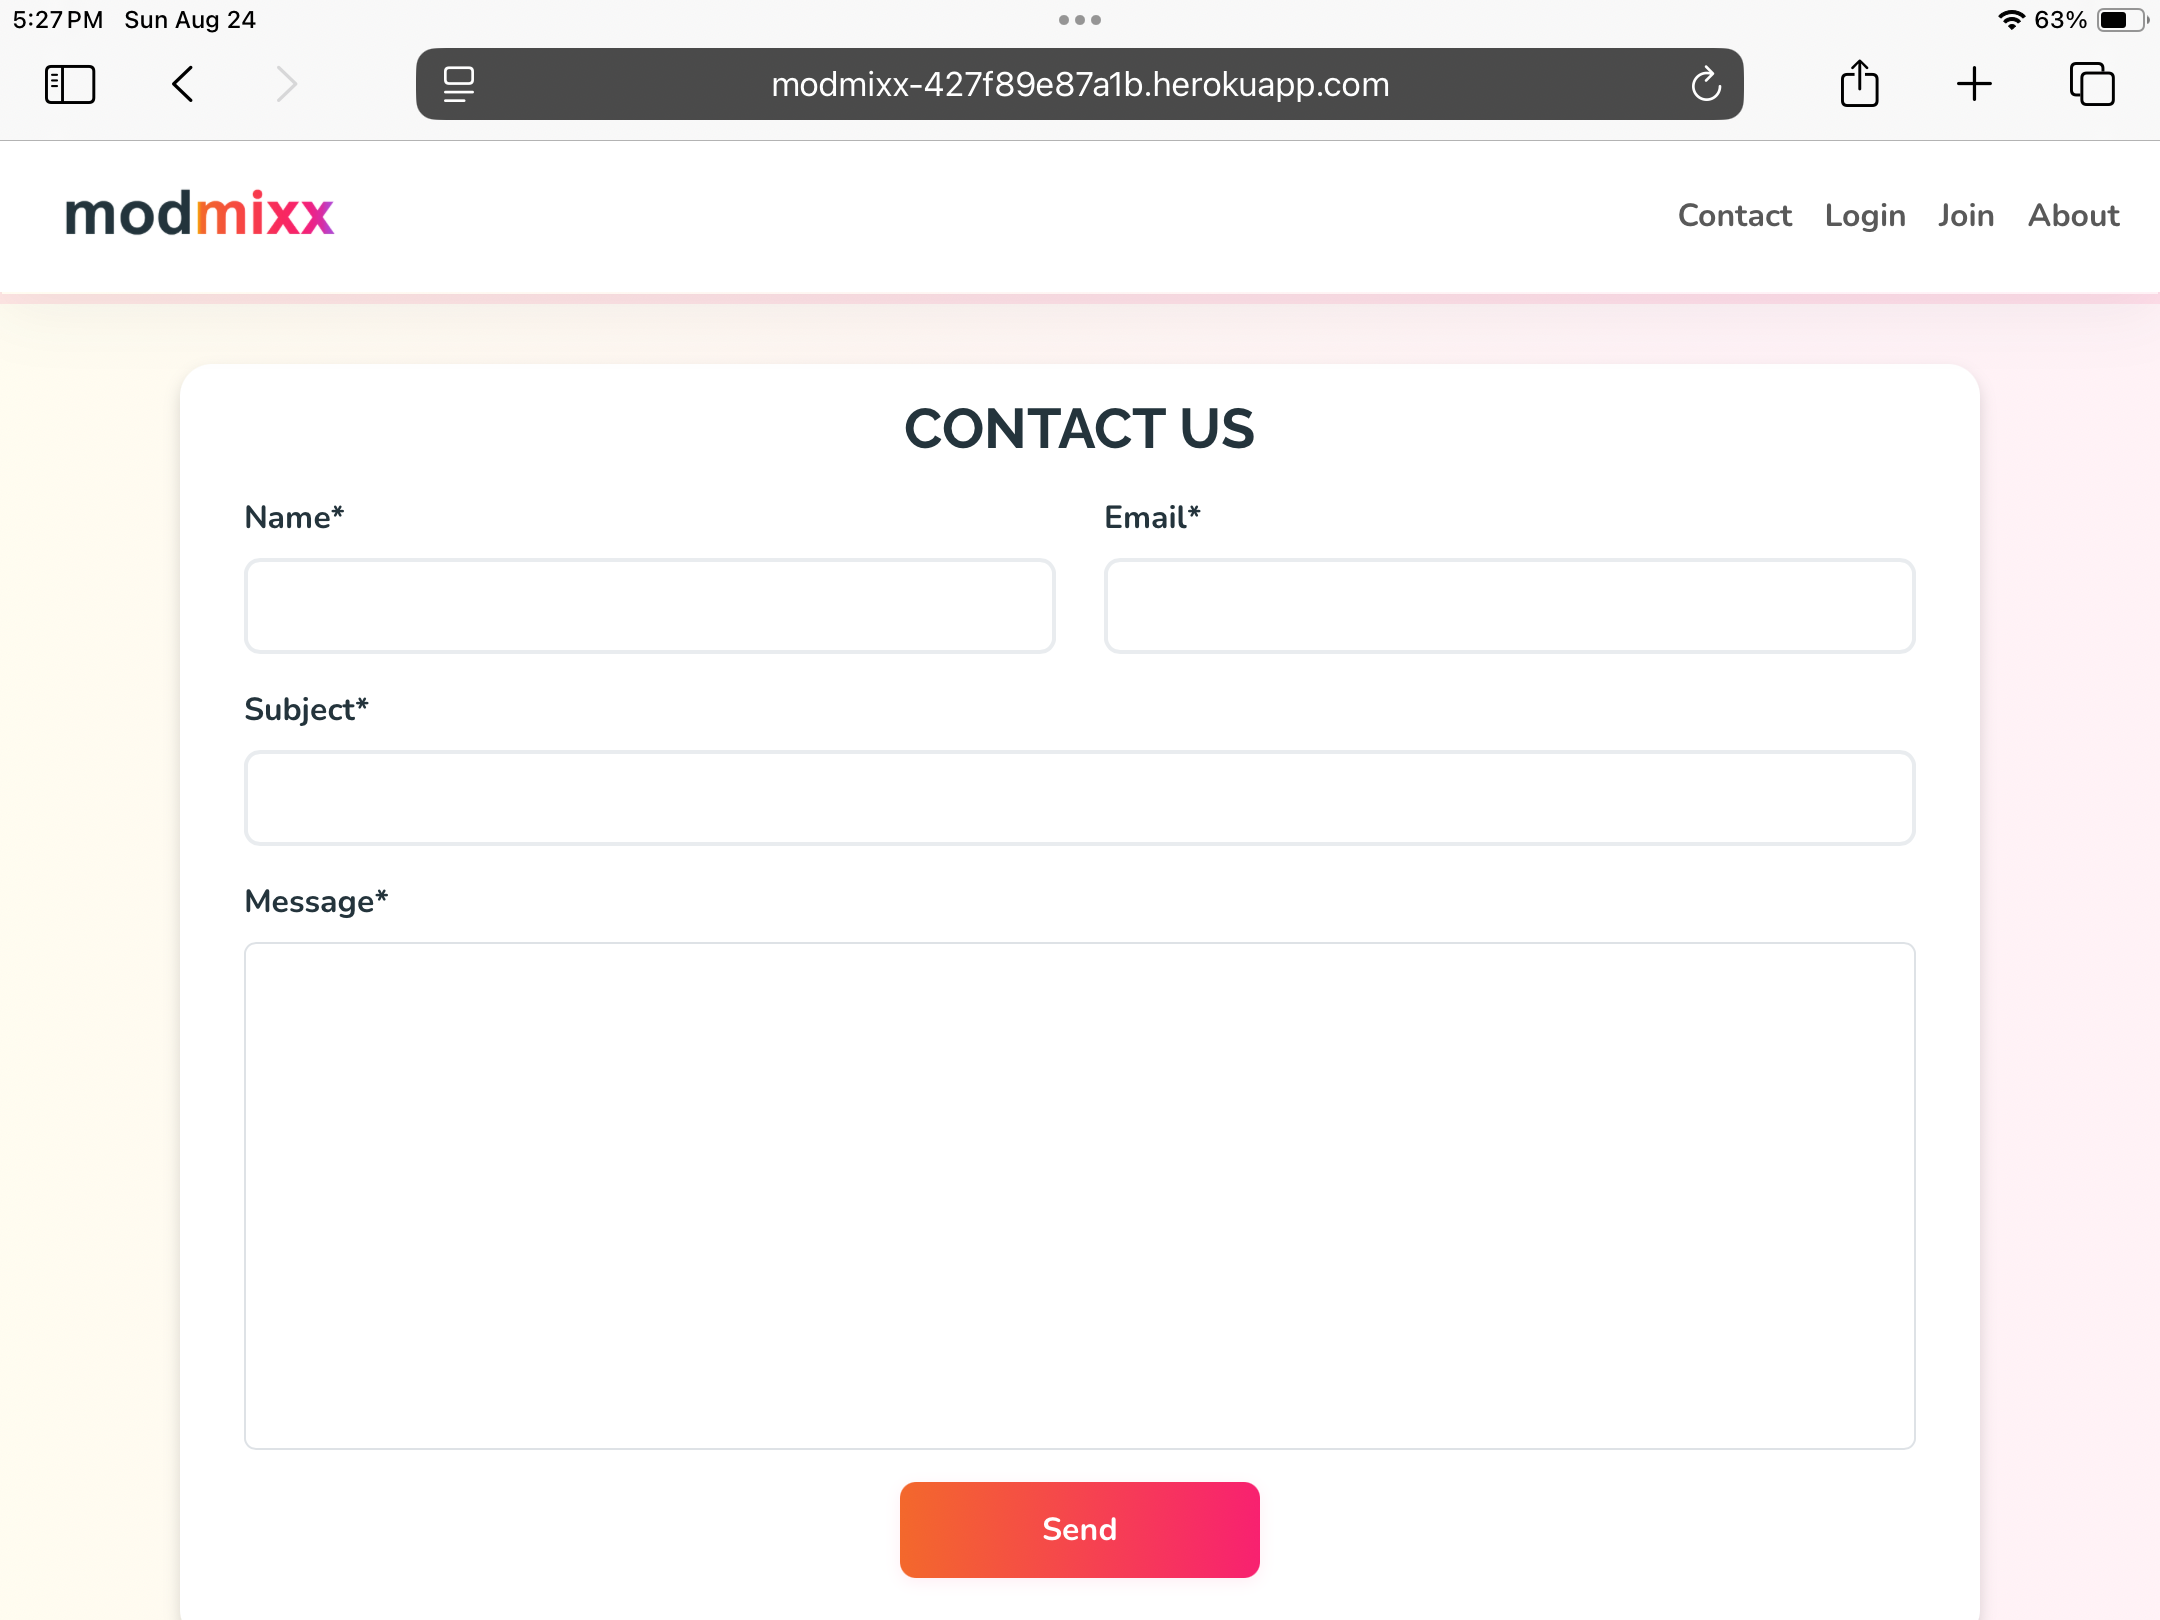 5:27 PM Sun Aug 24
63%
modmixx-427f89e87a1b.herokuapp.com
modmixx
Contact Login Join About
CONTACT US
Name* Email*
Subject*
Message*
Send